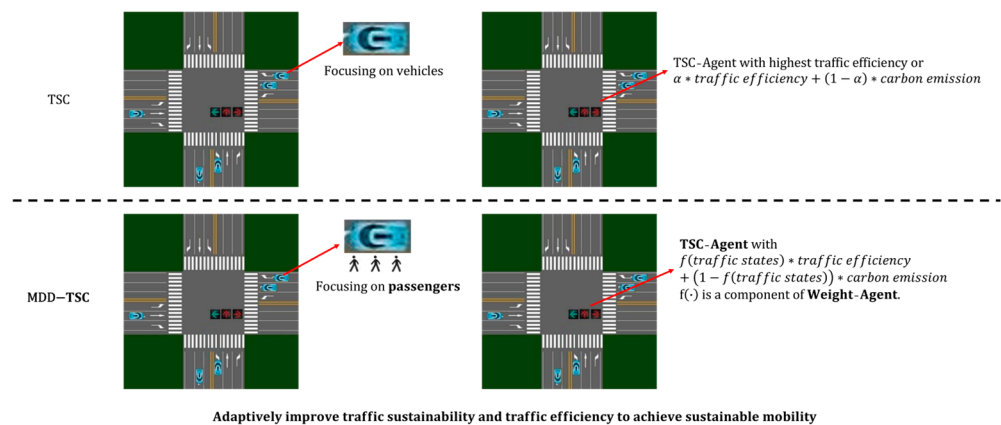 TSC
Focusing on vehicles
TSC-Agent with highest traffic efficiency or
α ∗ traffic efficiency + (1 − α) ∗ carbon emission
MDD−TSC
Focusing on passengers
TSC-Agent with
f(traffic states) ∗ traffic efficiency
+ (1 − f(traffic states)) ∗ carbon emission
f(·) is a component of Weight-Agent.
Adaptively improve traffic sustainability and traffic efficiency to achieve sustainable mobility